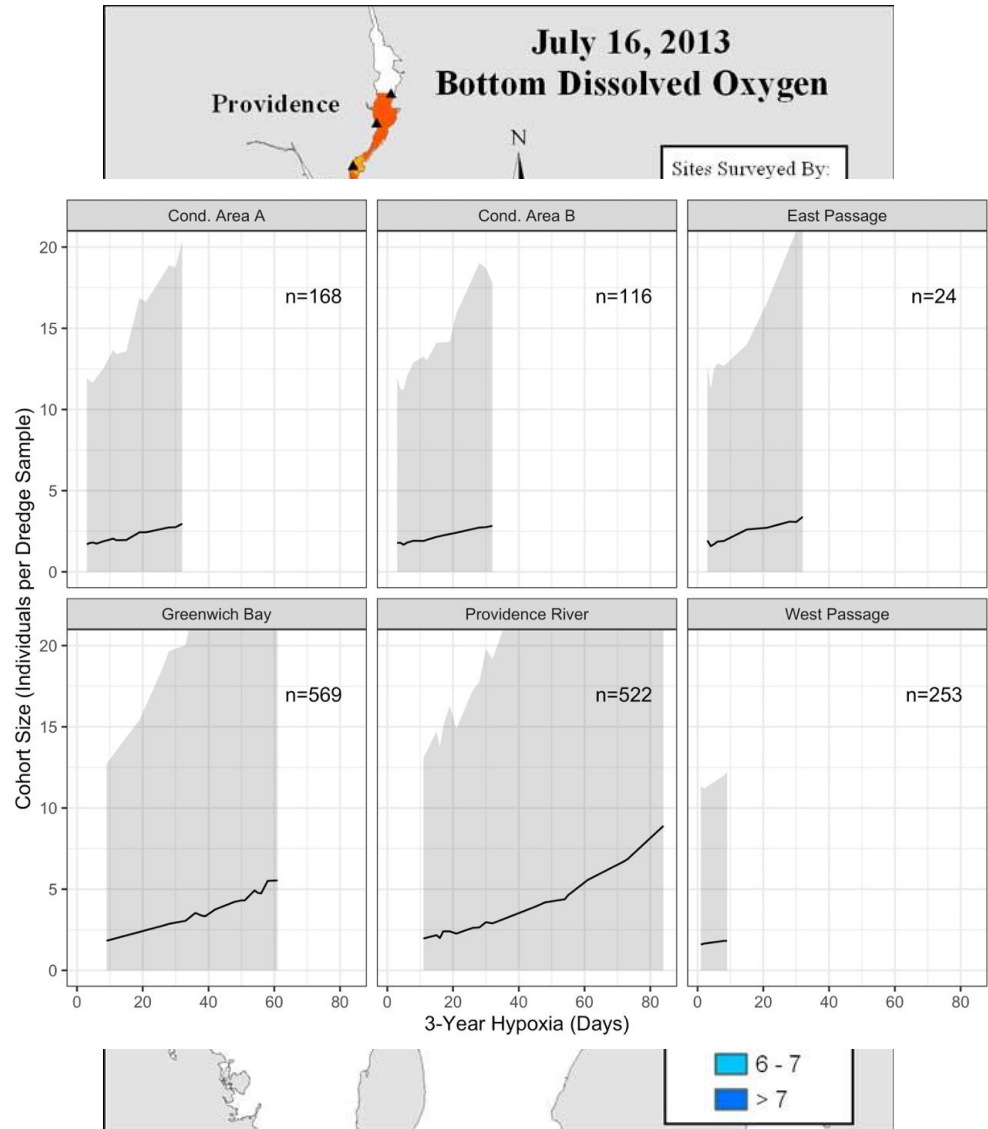 July 16, 2013
Bottom Dissolved Oxygen
Providence
N
Sites Surveyed By:
Cond. Area A
Cond. Area B
East Passage
20
15
10
5
0
n=168
n=116
n=24
Greenwich Bay
Providence River
West Passage
20
15
10
5
0
n=569
n=522
n=253
0 20 40 60 80
0 20 40 60 80
0 20 40 60 80
Cohort Size (Individuals per Dredge Sample)
3-Year Hypoxia (Days)
6 - 7
> 7